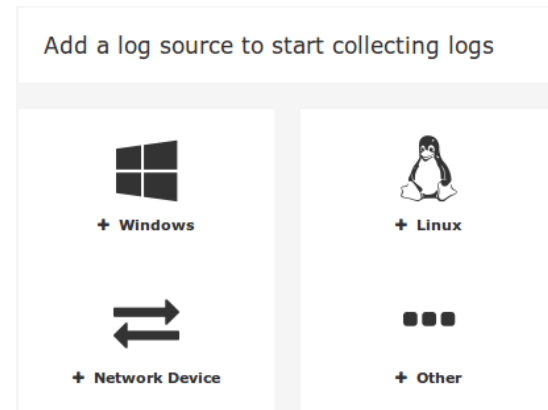 Add a log source to start collecting logs
+ Windows
+ Linux
+ Network Device
+ Other